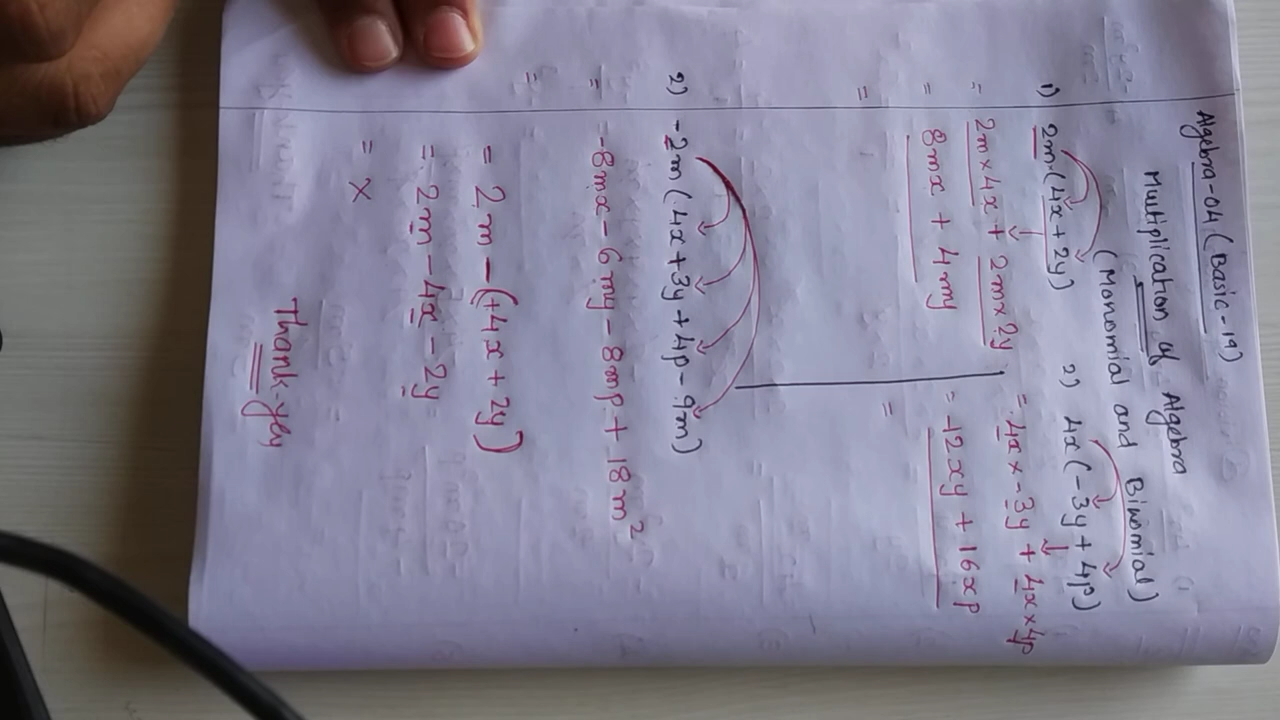 Algebra-04 (Basic-19)
Multiplication of Algebra
(Monomial and Binomial)
1) 2m(4x+2y)
= 2m×4x + 2m×2y
= 8mx + 4my
=
2) 4x(-3y+4p)
= 4x×-3y + 4x×4p
= -12xy + 16xp
=
2) -2m(4x+3y+4p-9m)
= -8mx-6my-8mp+18m²
=
= 2m-(+4x+2y)
= 2m-4x-2y
= x
Thank-you